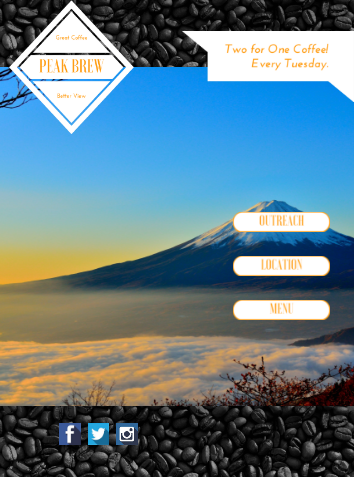 Great Coffee
PEAK BREW
Better View
Two for One Coffee!
Every Tuesday.
OUTREACH
LOCATION
MENU